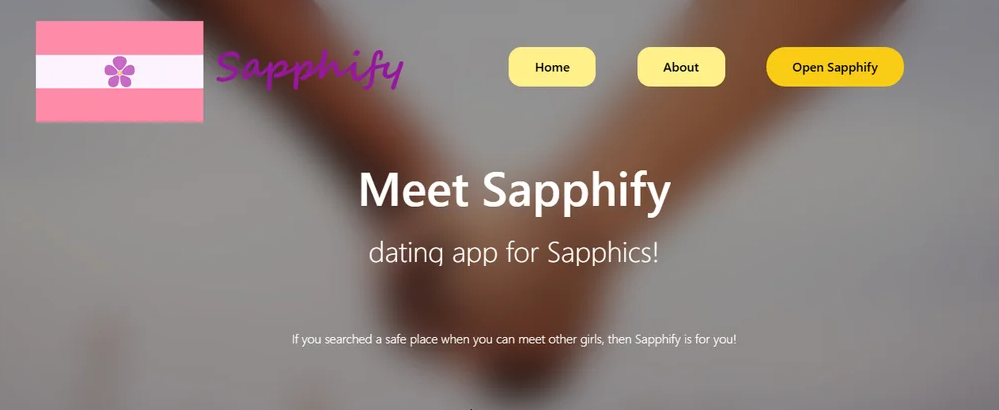 Sapphify
Home
About
Open Sapphify
Meet Sapphify
dating app for Sapphics!
If you searched a safe place when you can meet other girls, then Sapphify is for you!